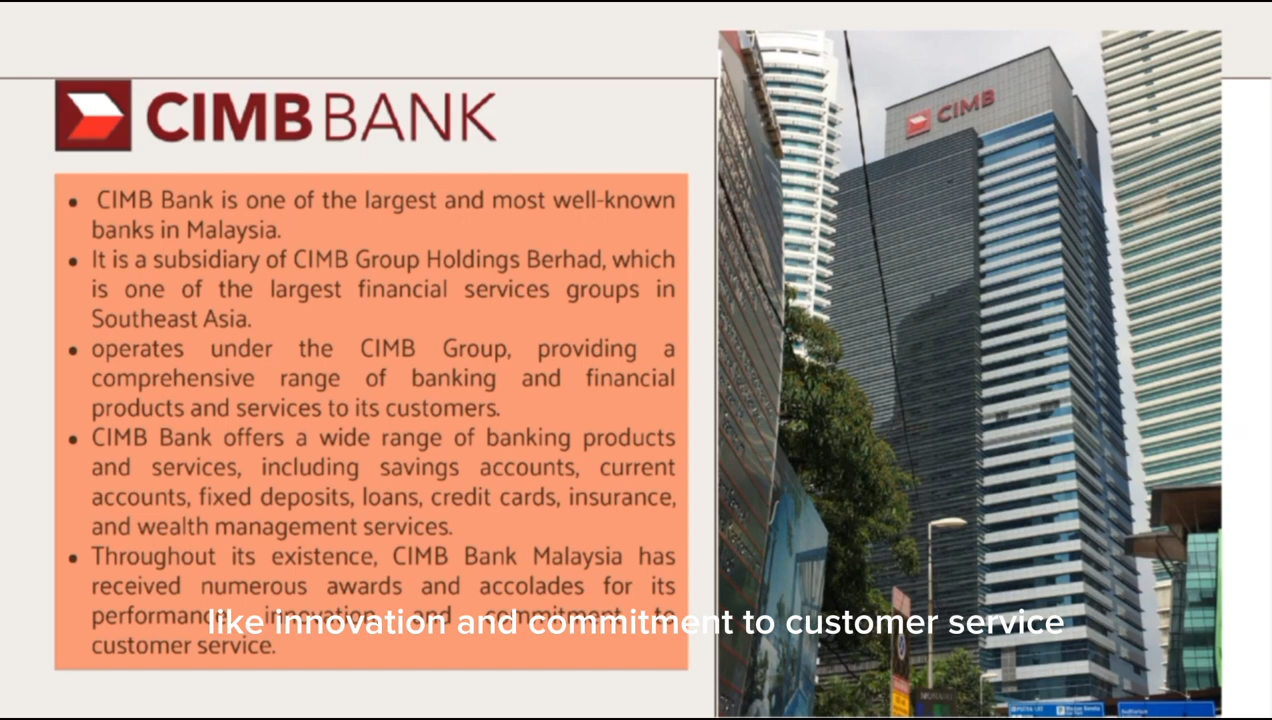 CIMB BANK
• CIMB Bank is one of the largest and most well-known
banks in Malaysia.
• It is a subsidiary of CIMB Group Holdings Berhad, which
is one of the largest financial services groups in
Southeast Asia.
• operates under the CIMB Group, providing a
comprehensive range of banking and financial
products and services to its customers.
• CIMB Bank offers a wide range of banking products
and services, including savings accounts, current
accounts, fixed deposits, loans, credit cards, insurance,
and wealth management services.
• Throughout its existence, CIMB Bank Malaysia has
received numerous awards and accolades for its
performance, innovation, and commitment to
customer service.
like innovation and commitment to customer service
CIMB